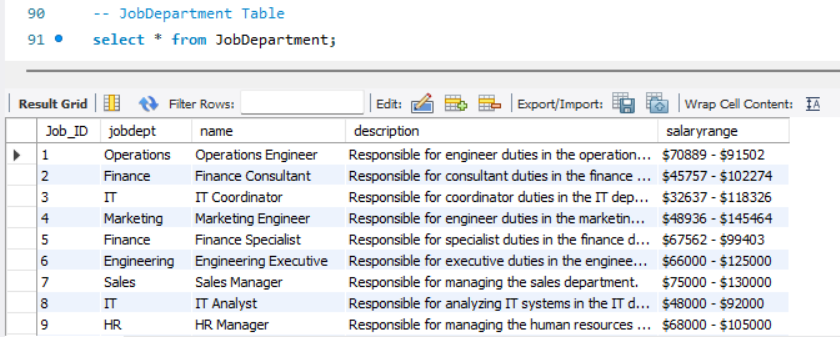 90 -- JobDepartment Table
91 select * from JobDepartment;
Result Grid Filter Rows: Edit: Export/Import: Wrap Cell Content: IA
Job_ID jobdept name description salaryrange
1 Operations Operations Engineer Responsible for engineer duties in the operation... $70889 - $91502
2 Finance Finance Consultant Responsible for consultant duties in the finance ... $45757 - $102274
3 IT IT Coordinator Responsible for coordinator duties in the IT dep... $32637 - $118326
4 Marketing Marketing Engineer Responsible for engineer duties in the marketin... $48936 - $145464
5 Finance Finance Specialist Responsible for specialist duties in the finance d... $67562 - $99403
6 Engineering Engineering Executive Responsible for executive duties in the enginee... $66000 - $125000
7 Sales Sales Manager Responsible for managing the sales department. $75000 - $130000
8 IT IT Analyst Responsible for analyzing IT systems in the IT d... $48000 - $92000
9 HR HR Manager Responsible for managing the human resources ... $68000 - $105000